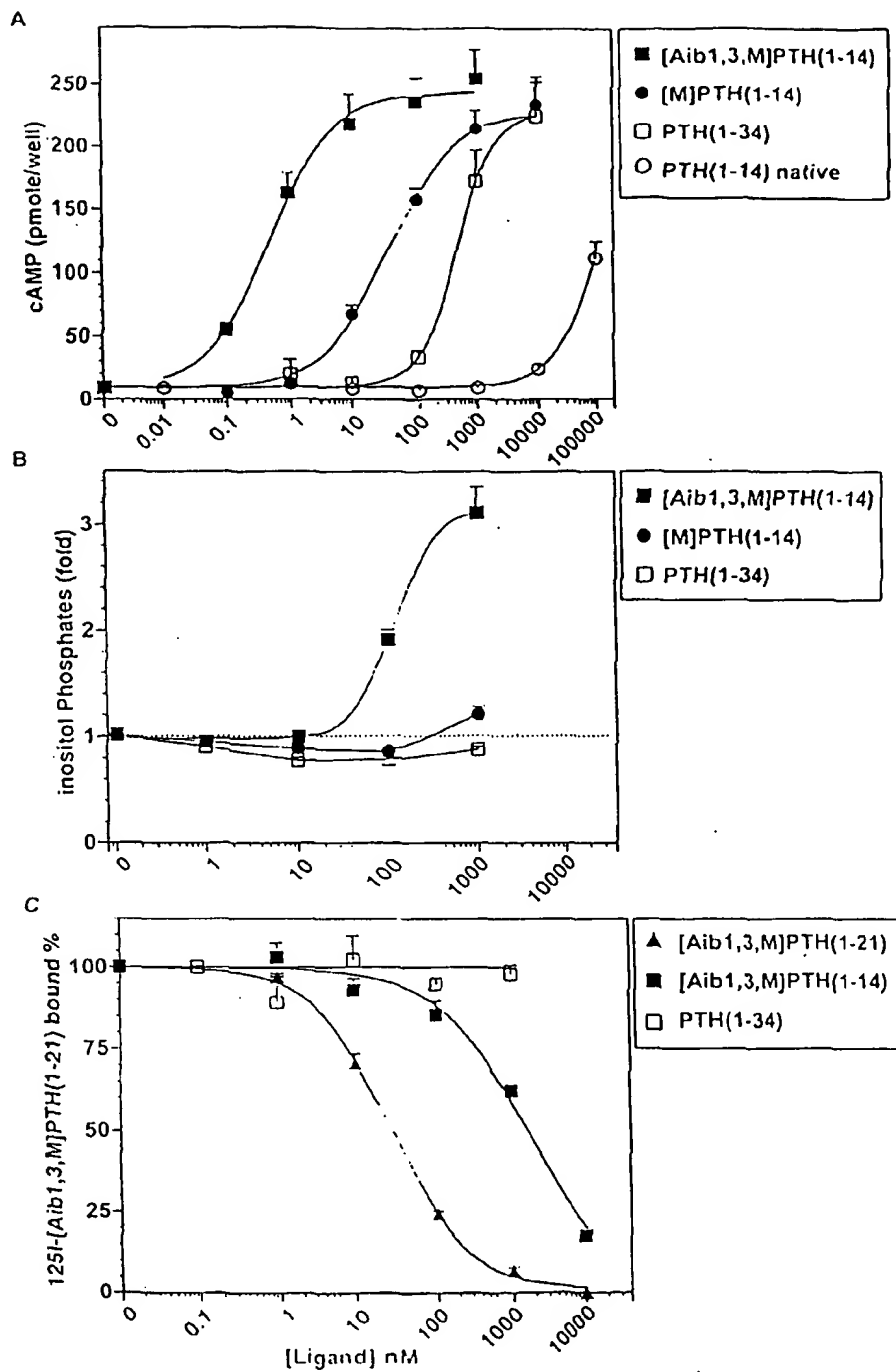 A
cAMP (pmole/well)
250
200
150
100
50
0
0
0.01
0.1
1
10
100
1000
10000
100000
[Aib1,3,M]PTH(1-14)
[M]PTH(1-14)
PTH(1-34)
PTH(1-14) native
B
inositol Phosphates (fold)
3
2
1
0
0
1
10
100
1000
10000
[Aib1,3,M]PTH(1-14)
[M]PTH(1-14)
PTH(1-34)
C
125I-[Aib1,3,M]PTH(1-21) bound %
100
75
50
25
0
0
0.1
1
10
100
1000
10000
[Ligand] nM
[Aib1,3,M]PTH(1-21)
[Aib1,3,M]PTH(1-14)
PTH(1-34)